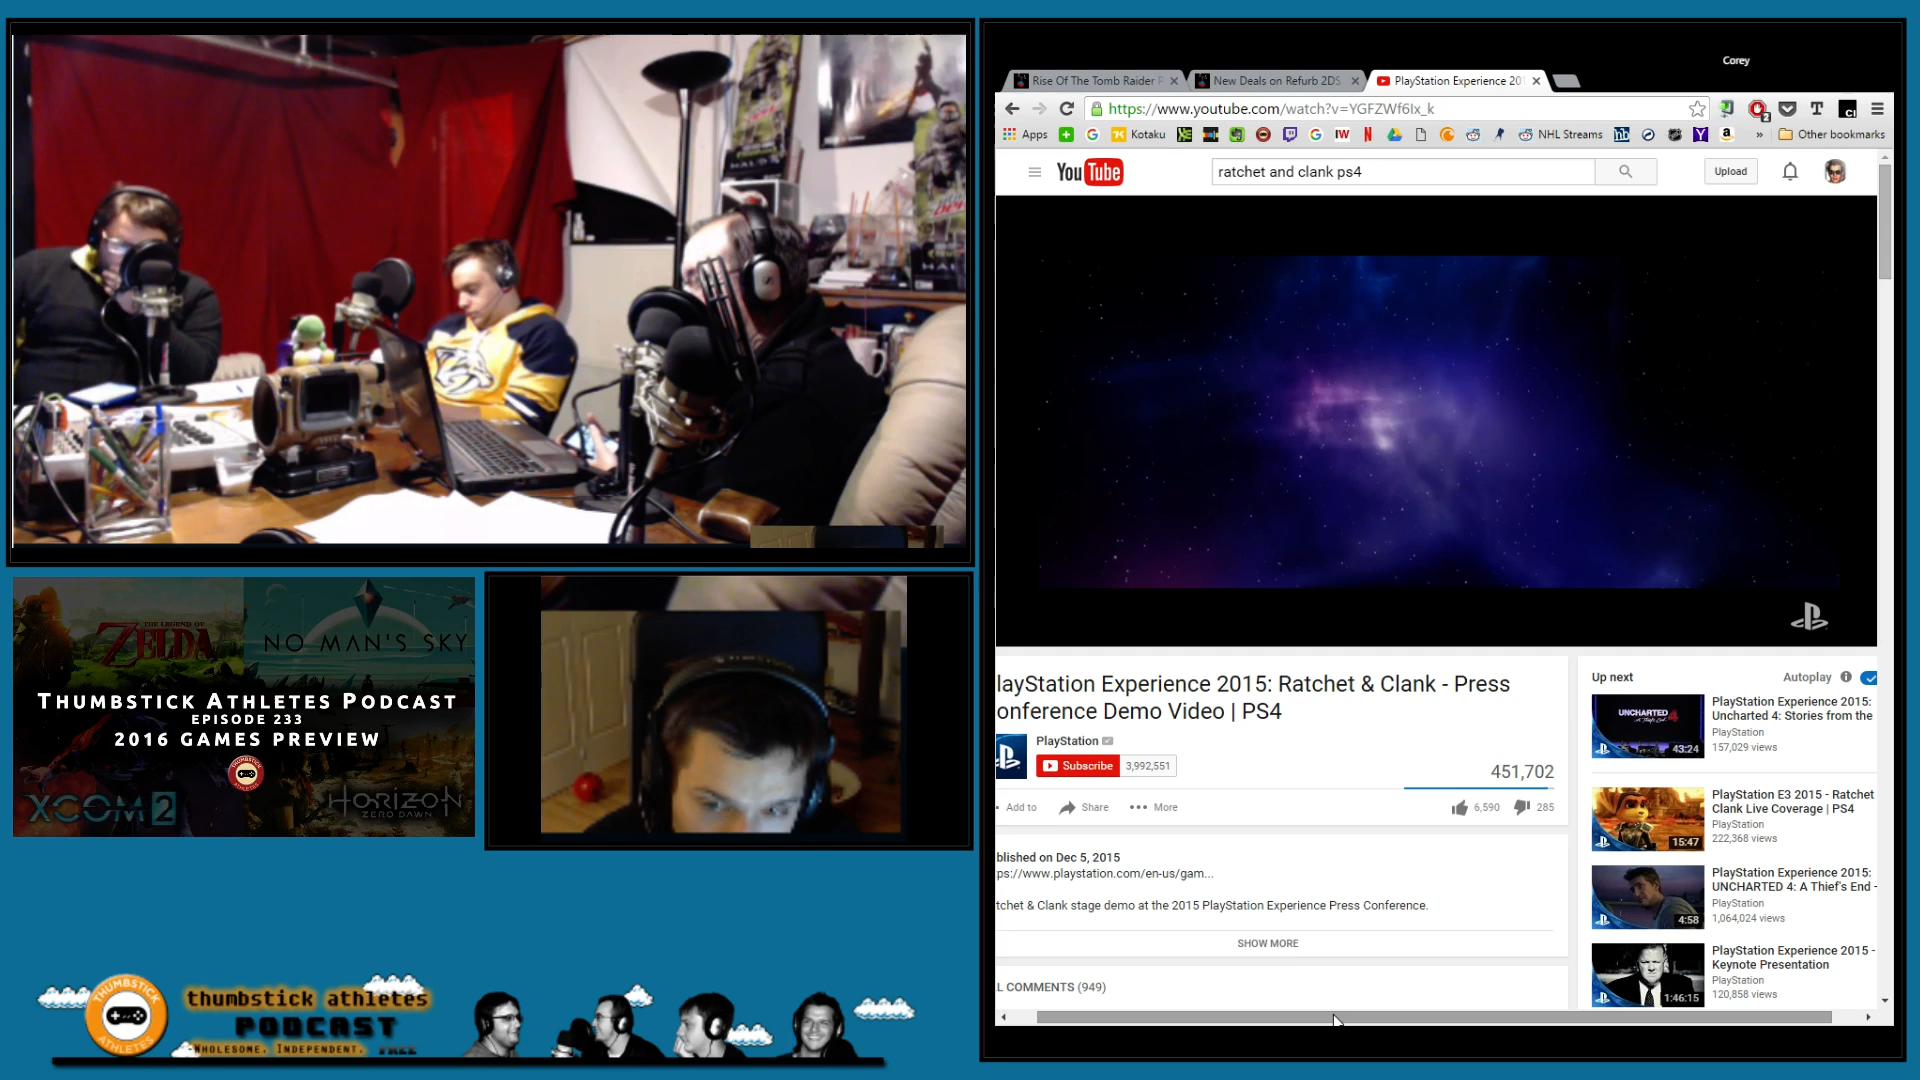 Corey
Rise Of The Tomb Raider
New Deals on Refurb 2DS
PlayStation Experience 20
https://www.youtube.com/watch?v=YGFZWf6Ix_k
Apps
Kotaku
IW
NHL Streams
Other bookmarks
YouTube
ratchet and clank ps4
Upload
HALO
layStation Experience 2015: Ratchet & Clank - Press
onference Demo Video | PS4
PlayStation
Subscribe 3,992,551
451,702
Add to Share More
6,590 285
blished on Dec 5, 2015
ps://www.playstation.com/en-us/gam...
tchet & Clank stage demo at the 2015 PlayStation Experience Press Conference.
SHOW MORE
L COMMENTS (949)
Up next
Autoplay
UNCHARTED 4
43:24
PlayStation Experience 2015:
Uncharted 4: Stories from the
PlayStation
157,029 views
15:47
PlayStation E3 2015 - Ratchet
Clank Live Coverage | PS4
PlayStation
222,368 views
4:58
PlayStation Experience 2015:
UNCHARTED 4: A Thief's End -
PlayStation
1,064,024 views
1:46:15
PlayStation Experience 2015 -
Keynote Presentation
PlayStation
120,858 views
THE LEGEND OF
ZELDA
NO MAN'S SKY
THUMBSTICK ATHLETES PODCAST
EPISODE 233
2016 GAMES PREVIEW
XCOM 2
HORIZON
ZERO DAWN
THUMBSTICK
ATHLETES
thumbstick athletes
PODCAST
-WHOLESOME. INDEPENDENT. FREE